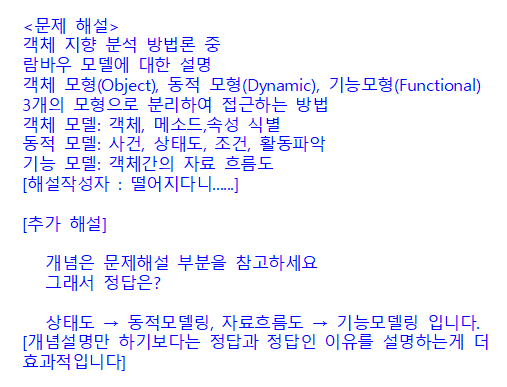 <문제 해설>
객체 지향 분석 방법론 중
람바우 모델에 대한 설명
객체 모형(Object), 동적 모형(Dynamic), 기능모형(Functional)
3개의 모형으로 분리하여 접근하는 방법
객체 모델: 객체, 메소드,속성 식별
동적 모델: 사건, 상태도, 조건, 활동파악
기능 모델: 객체간의 자료 흐름도
[해설작성자 : 떨어지다니......]
[추가 해설]
개념은 문제해설 부분을 참고하세요
그래서 정답은?
상태도 → 동적모델링, 자료흐름도 → 기능모델링 입니다.
[개념설명만 하기보다는 정답과 정답인 이유를 설명하는게 더
효과적입니다]